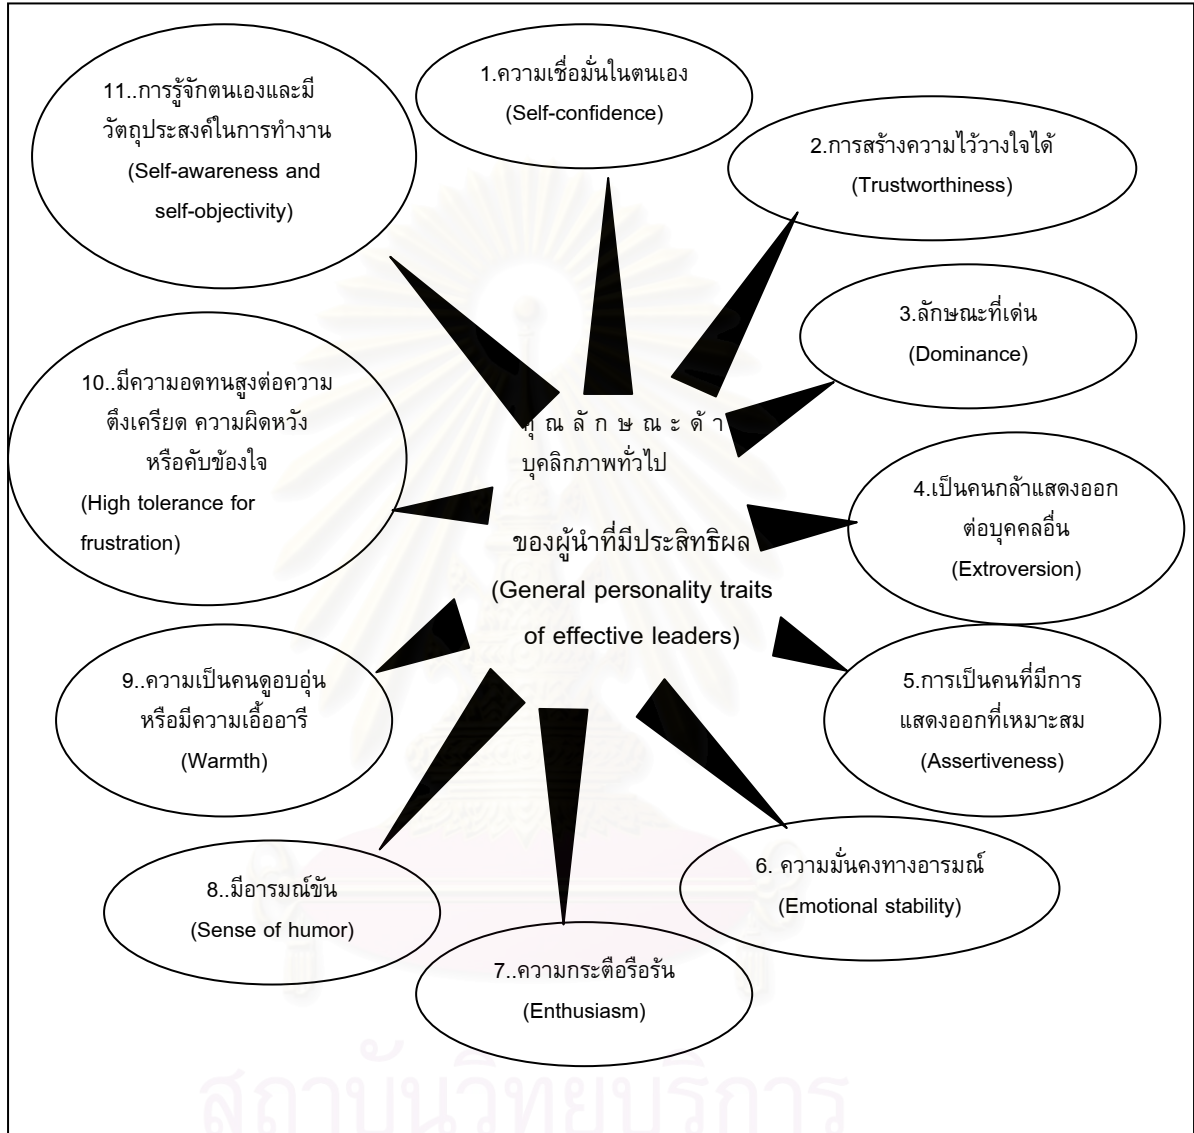 1.ความเชื่อมั่นในตนเอง
(Self-confidence)
2.การสร้างความไว้วางใจได้
(Trustworthiness)
3.ลักษณะที่เด่น
(Dominance)
4.เป็นคนกล้าแสดงออก
ต่อบุคคลอื่น
(Extroversion)
5.การเป็นคนที่มีการ
แสดงออกที่เหมาะสม
(Assertiveness)
6. ความมั่นคงทางอารมณ์
(Emotional stability)
7..ความกระตือรือร้น
(Enthusiasm)
8..มีอารมณ์ขัน
(Sense of humor)
9..ความเป็นคนดูอบอุ่น
หรือมีความเอื้ออารี
(Warmth)
10..มีความอดทนสูงต่อความ
ตึงเครียด ความผิดหวัง
หรือคับข้องใจ
(High tolerance for
frustration)
11..การรู้จักตนเองและมี
วัตถุประสงค์ในการทำงาน
(Self-awareness and
self-objectivity)
คุ ณ ลั ก ษ ณ ะ ด้ า
บุคลิกภาพทั่วไป
ของผู้นำที่มีประสิทธิผล
(General personality traits
of effective leaders)
สถาบันวิทยบริการ